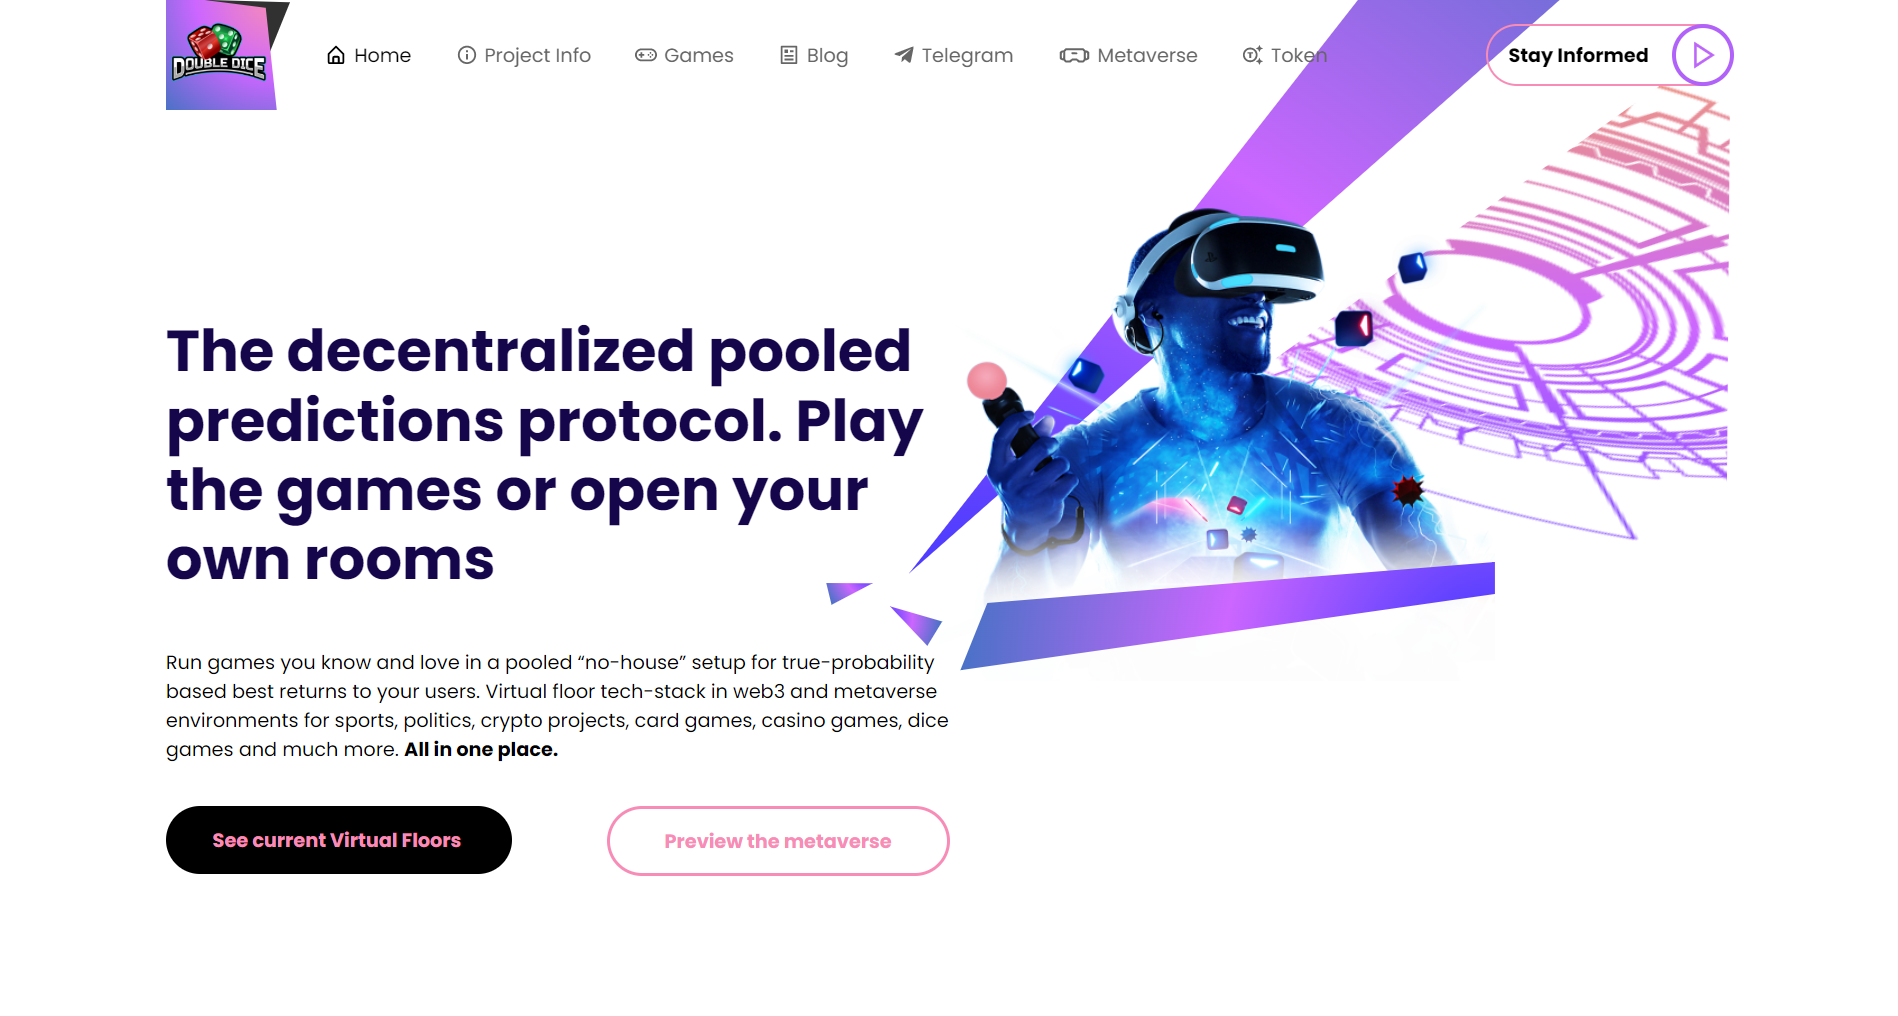 DOUBLE DICE
Home
Project Info
Games
Blog
Telegram
Metaverse
Token
Stay Informed
The decentralized pooled
predictions protocol. Play
the games or open your
own rooms
Run games you know and love in a pooled “no-house” setup for true-probability
based best returns to your users. Virtual floor tech-stack in web3 and metaverse
environments for sports, politics, crypto projects, card games, casino games, dice
games and much more. All in one place.
See current Virtual Floors
Preview the metaverse